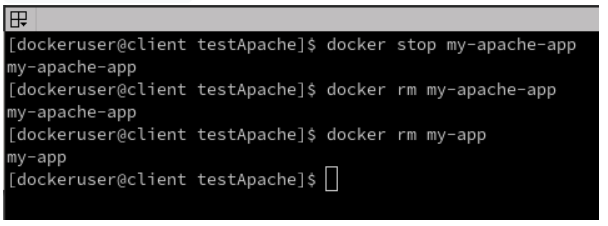 [dockeruser@client testApache]$ docker stop my-apache-app
my-apache-app
[dockeruser@client testApache]$ docker rm my-apache-app
my-apache-app
[dockeruser@client testApache]$ docker rm my-app
my-app
[dockeruser@client testApache]$